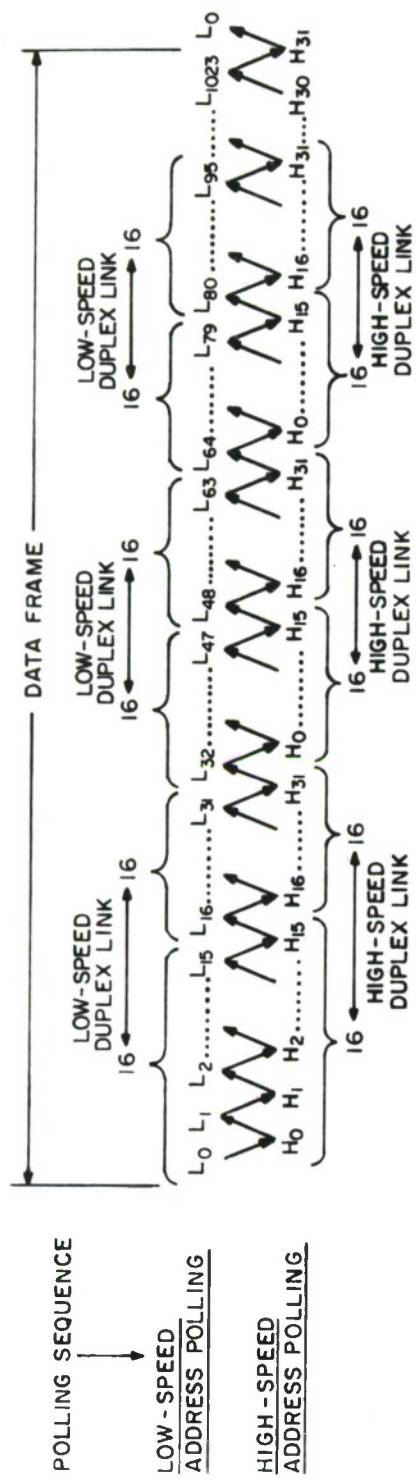 POLLING SEQUENCE
DATA FRAME
LOW-SPEED DUPLEX LINK
LOW-SPEED DUPLEX LINK
LOW-SPEED DUPLEX LINK
16 16 16 16 16 16
LOW-SPEED ADDRESS POLLING
L0 L1 L2........L15 L16........L31 L32........L47 L48........L63 L64........L79 L80........L95........L1023 L0
HIGH-SPEED ADDRESS POLLING
H0 H1 H2........H15 H16........H31 H0........H15 H16........H31 H0........H15 H16........H31........H30 H31
16 16 16 16 16 16
HIGH-SPEED DUPLEX LINK
HIGH-SPEED DUPLEX LINK
HIGH-SPEED DUPLEX LINK